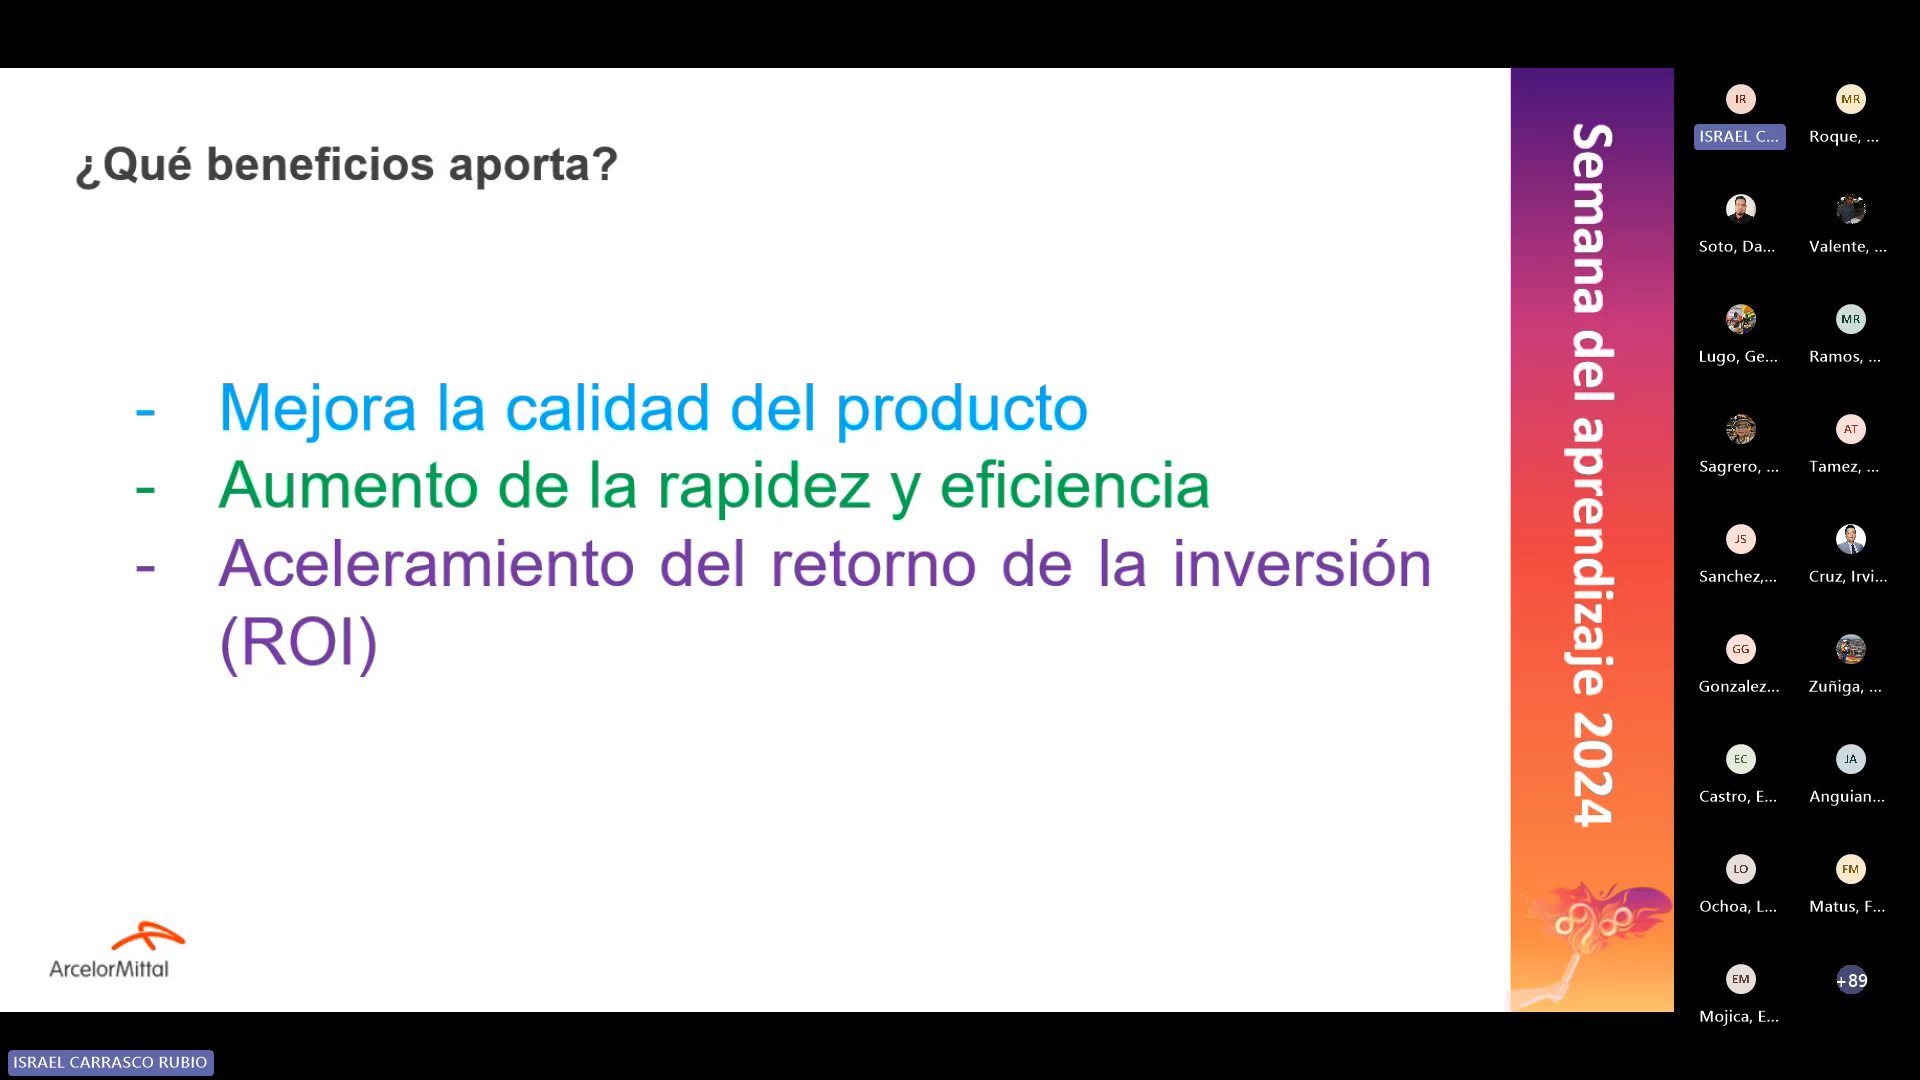 ¿Qué beneficios aporta?
- Mejora la calidad del producto
- Aumento de la rapidez y eficiencia
- Aceleramiento del retorno de la inversión
(ROI)
ArcelorMittal
Semana del aprendizaje 2024
IR
ISRAEL C...
MR
Roque, ...
Soto, Da...
Valente, ...
Lugo, Ge...
MR
Ramos, ...
Sagrero, ...
AT
Tamez, ...
JS
Sanchez,...
Cruz, Irvi...
GG
Gonzalez...
Zuñiga, ...
EC
Castro, E...
JA
Anguian...
LO
Ochoa, L...
FM
Matus, F...
EM
Mojica, E...
+89
ISRAEL CARRASCO RUBIO